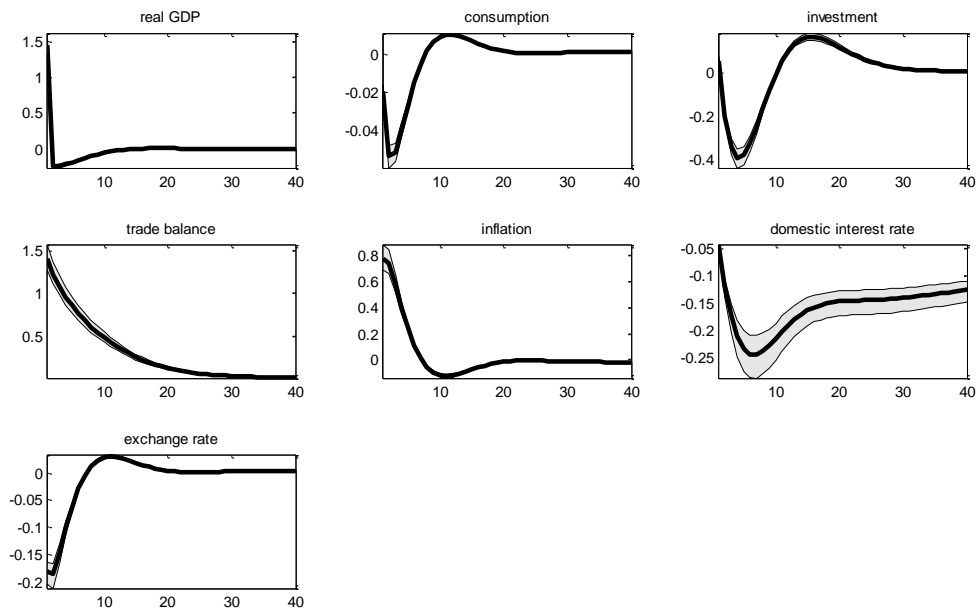 real GDP
1.5
1
0.5
0
10 20 30 40
consumption
0
-0.02
-0.04
10 20 30 40
investment
0
-0.2
-0.4
10 20 30 40
trade balance
1.5
1
0.5
10 20 30 40
inflation
0.8
0.6
0.4
0.2
0
10 20 30 40
domestic interest rate
-0.05
-0.1
-0.15
-0.2
-0.25
10 20 30 40
exchange rate
0
-0.05
-0.1
-0.15
-0.2
10 20 30 40